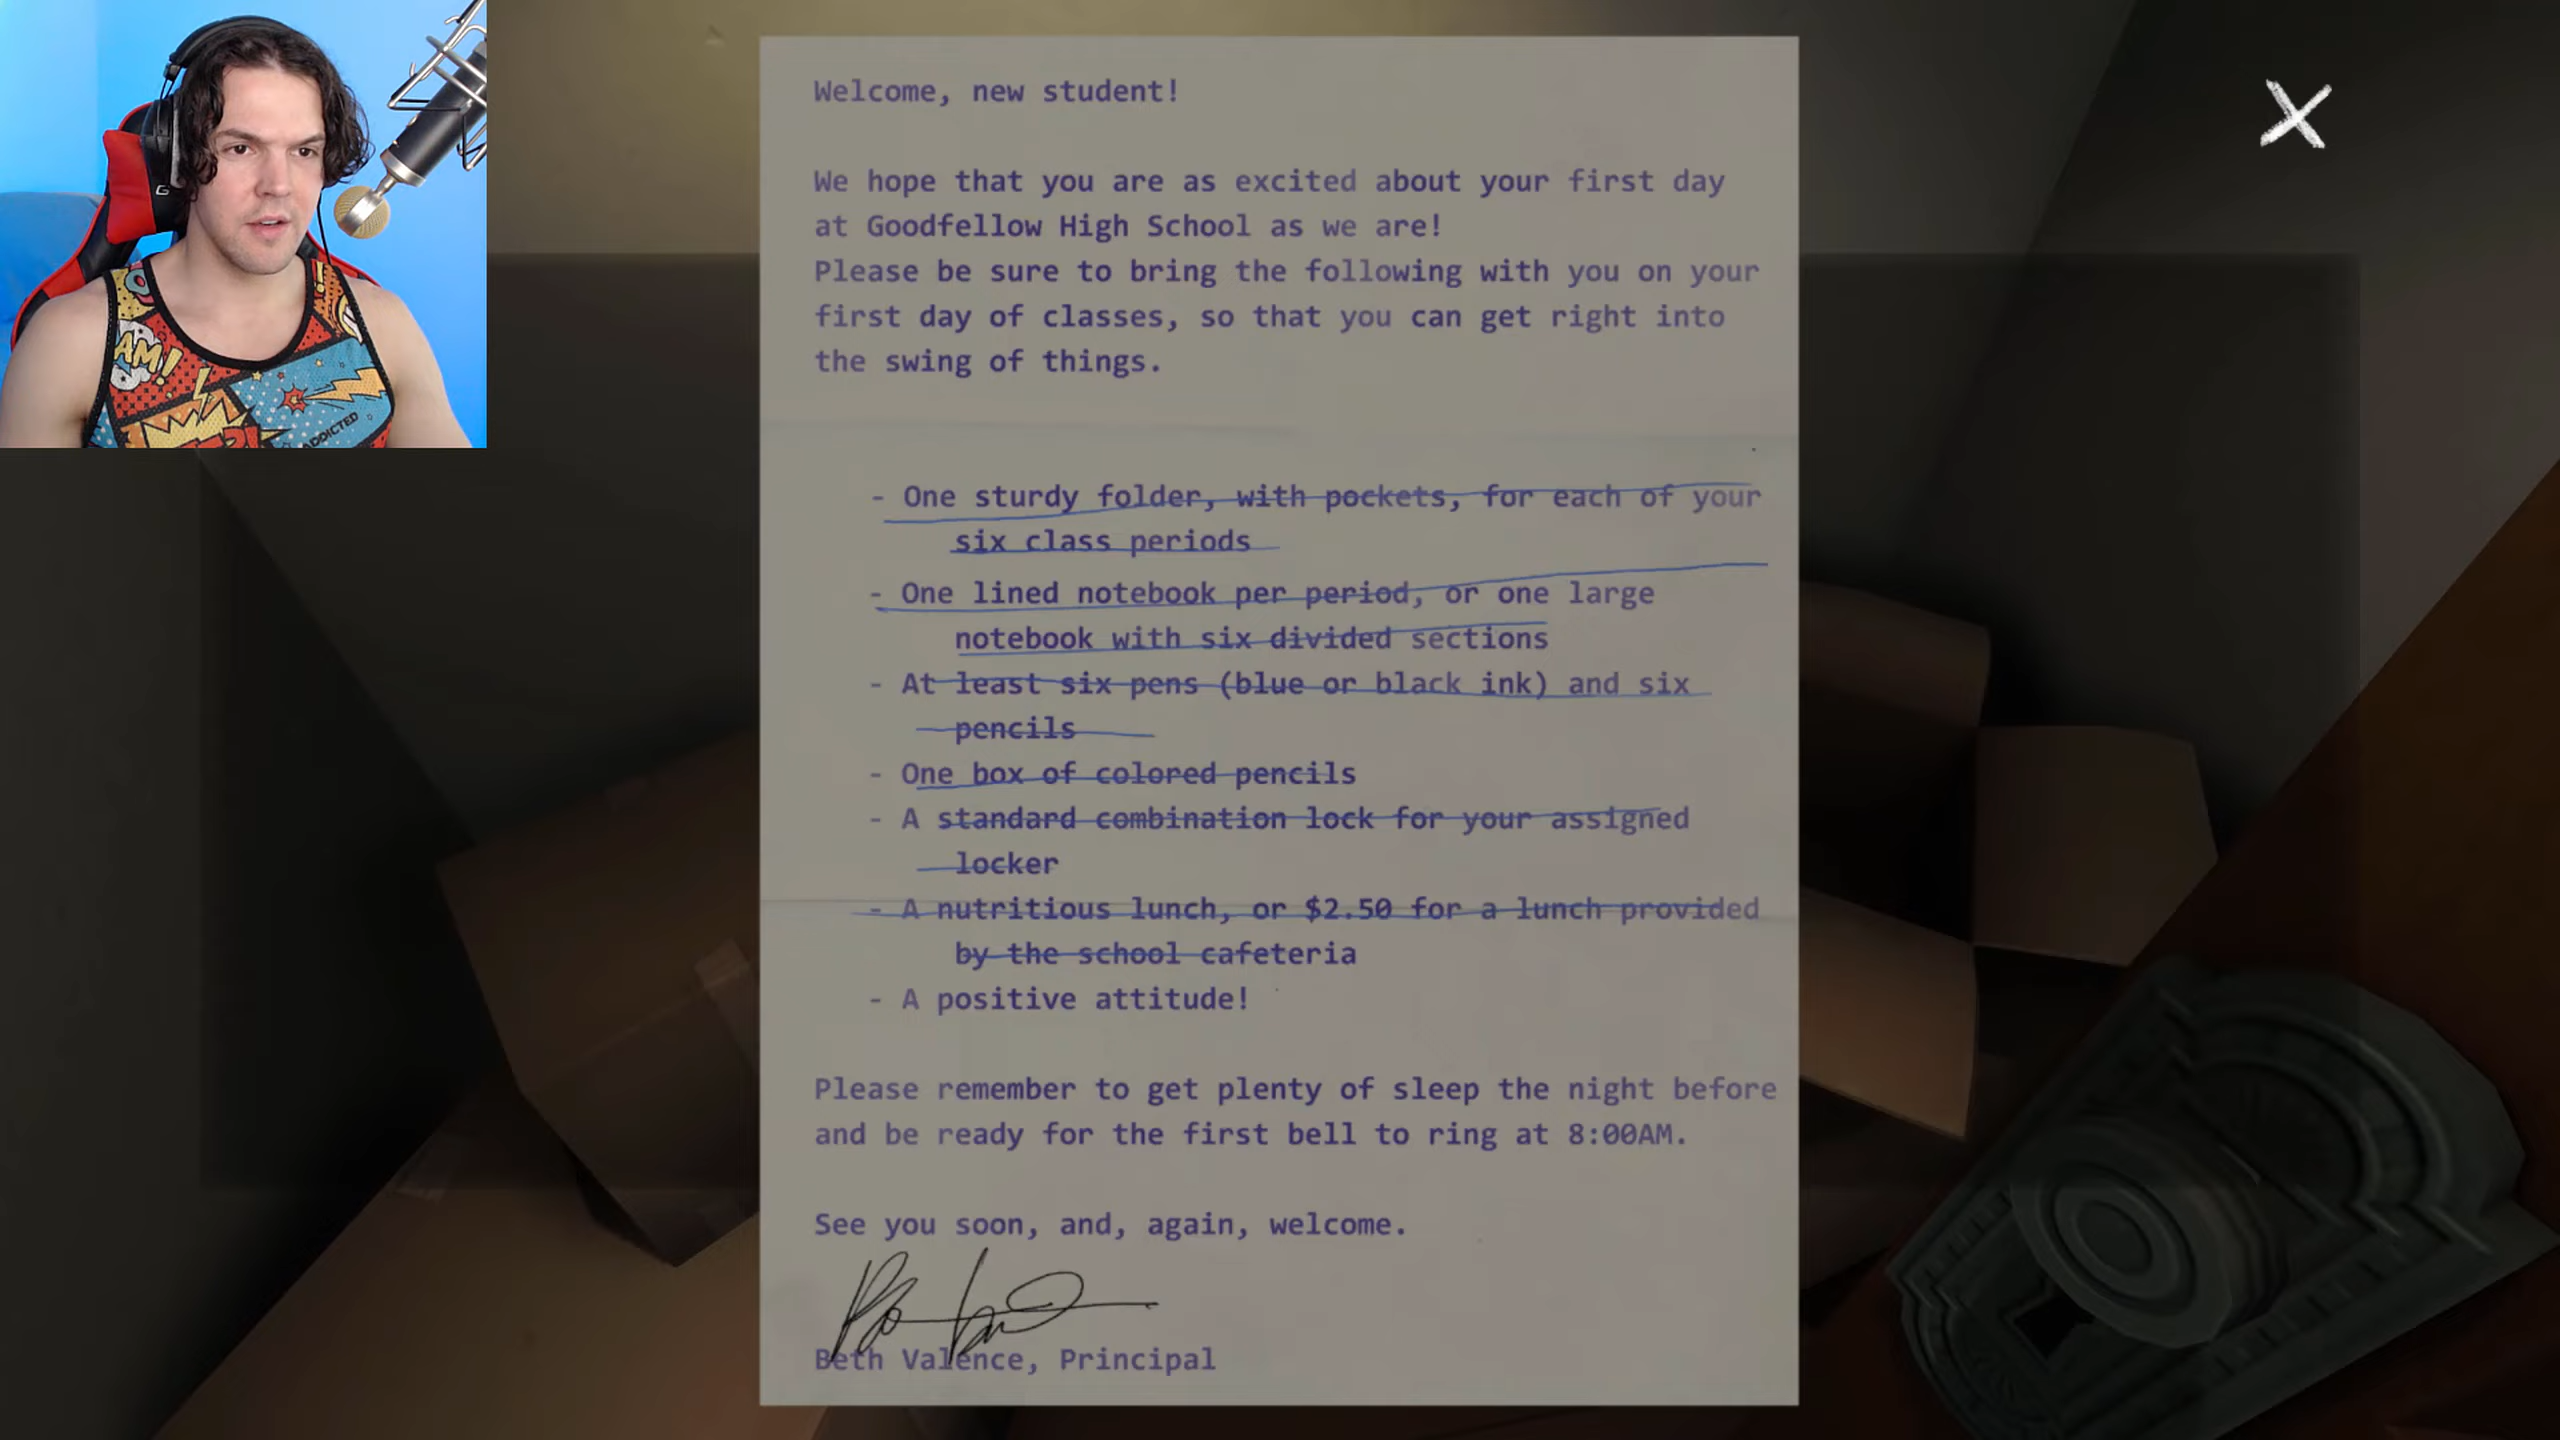 AM!
ADDICTED
G
Welcome, new student!
We hope that you are as excited about your first day
at Goodfellow High School as we are!
Please be sure to bring the following with you on your
first day of classes, so that you can get right into
the swing of things.
- One sturdy folder, with pockets, for each of your
six class periods
- One lined notebook per period, or one large
notebook with six divided sections
- At least six pens (blue or black ink) and six
pencils
- One box of colored pencils
- A standard combination lock for your assigned
locker
- A nutritious lunch, or $2.50 for a lunch provided
by the school cafeteria
- A positive attitude!
Please remember to get plenty of sleep the night before
and be ready for the first bell to ring at 8:00AM.
See you soon, and, again, welcome.
Beth Valence, Principal